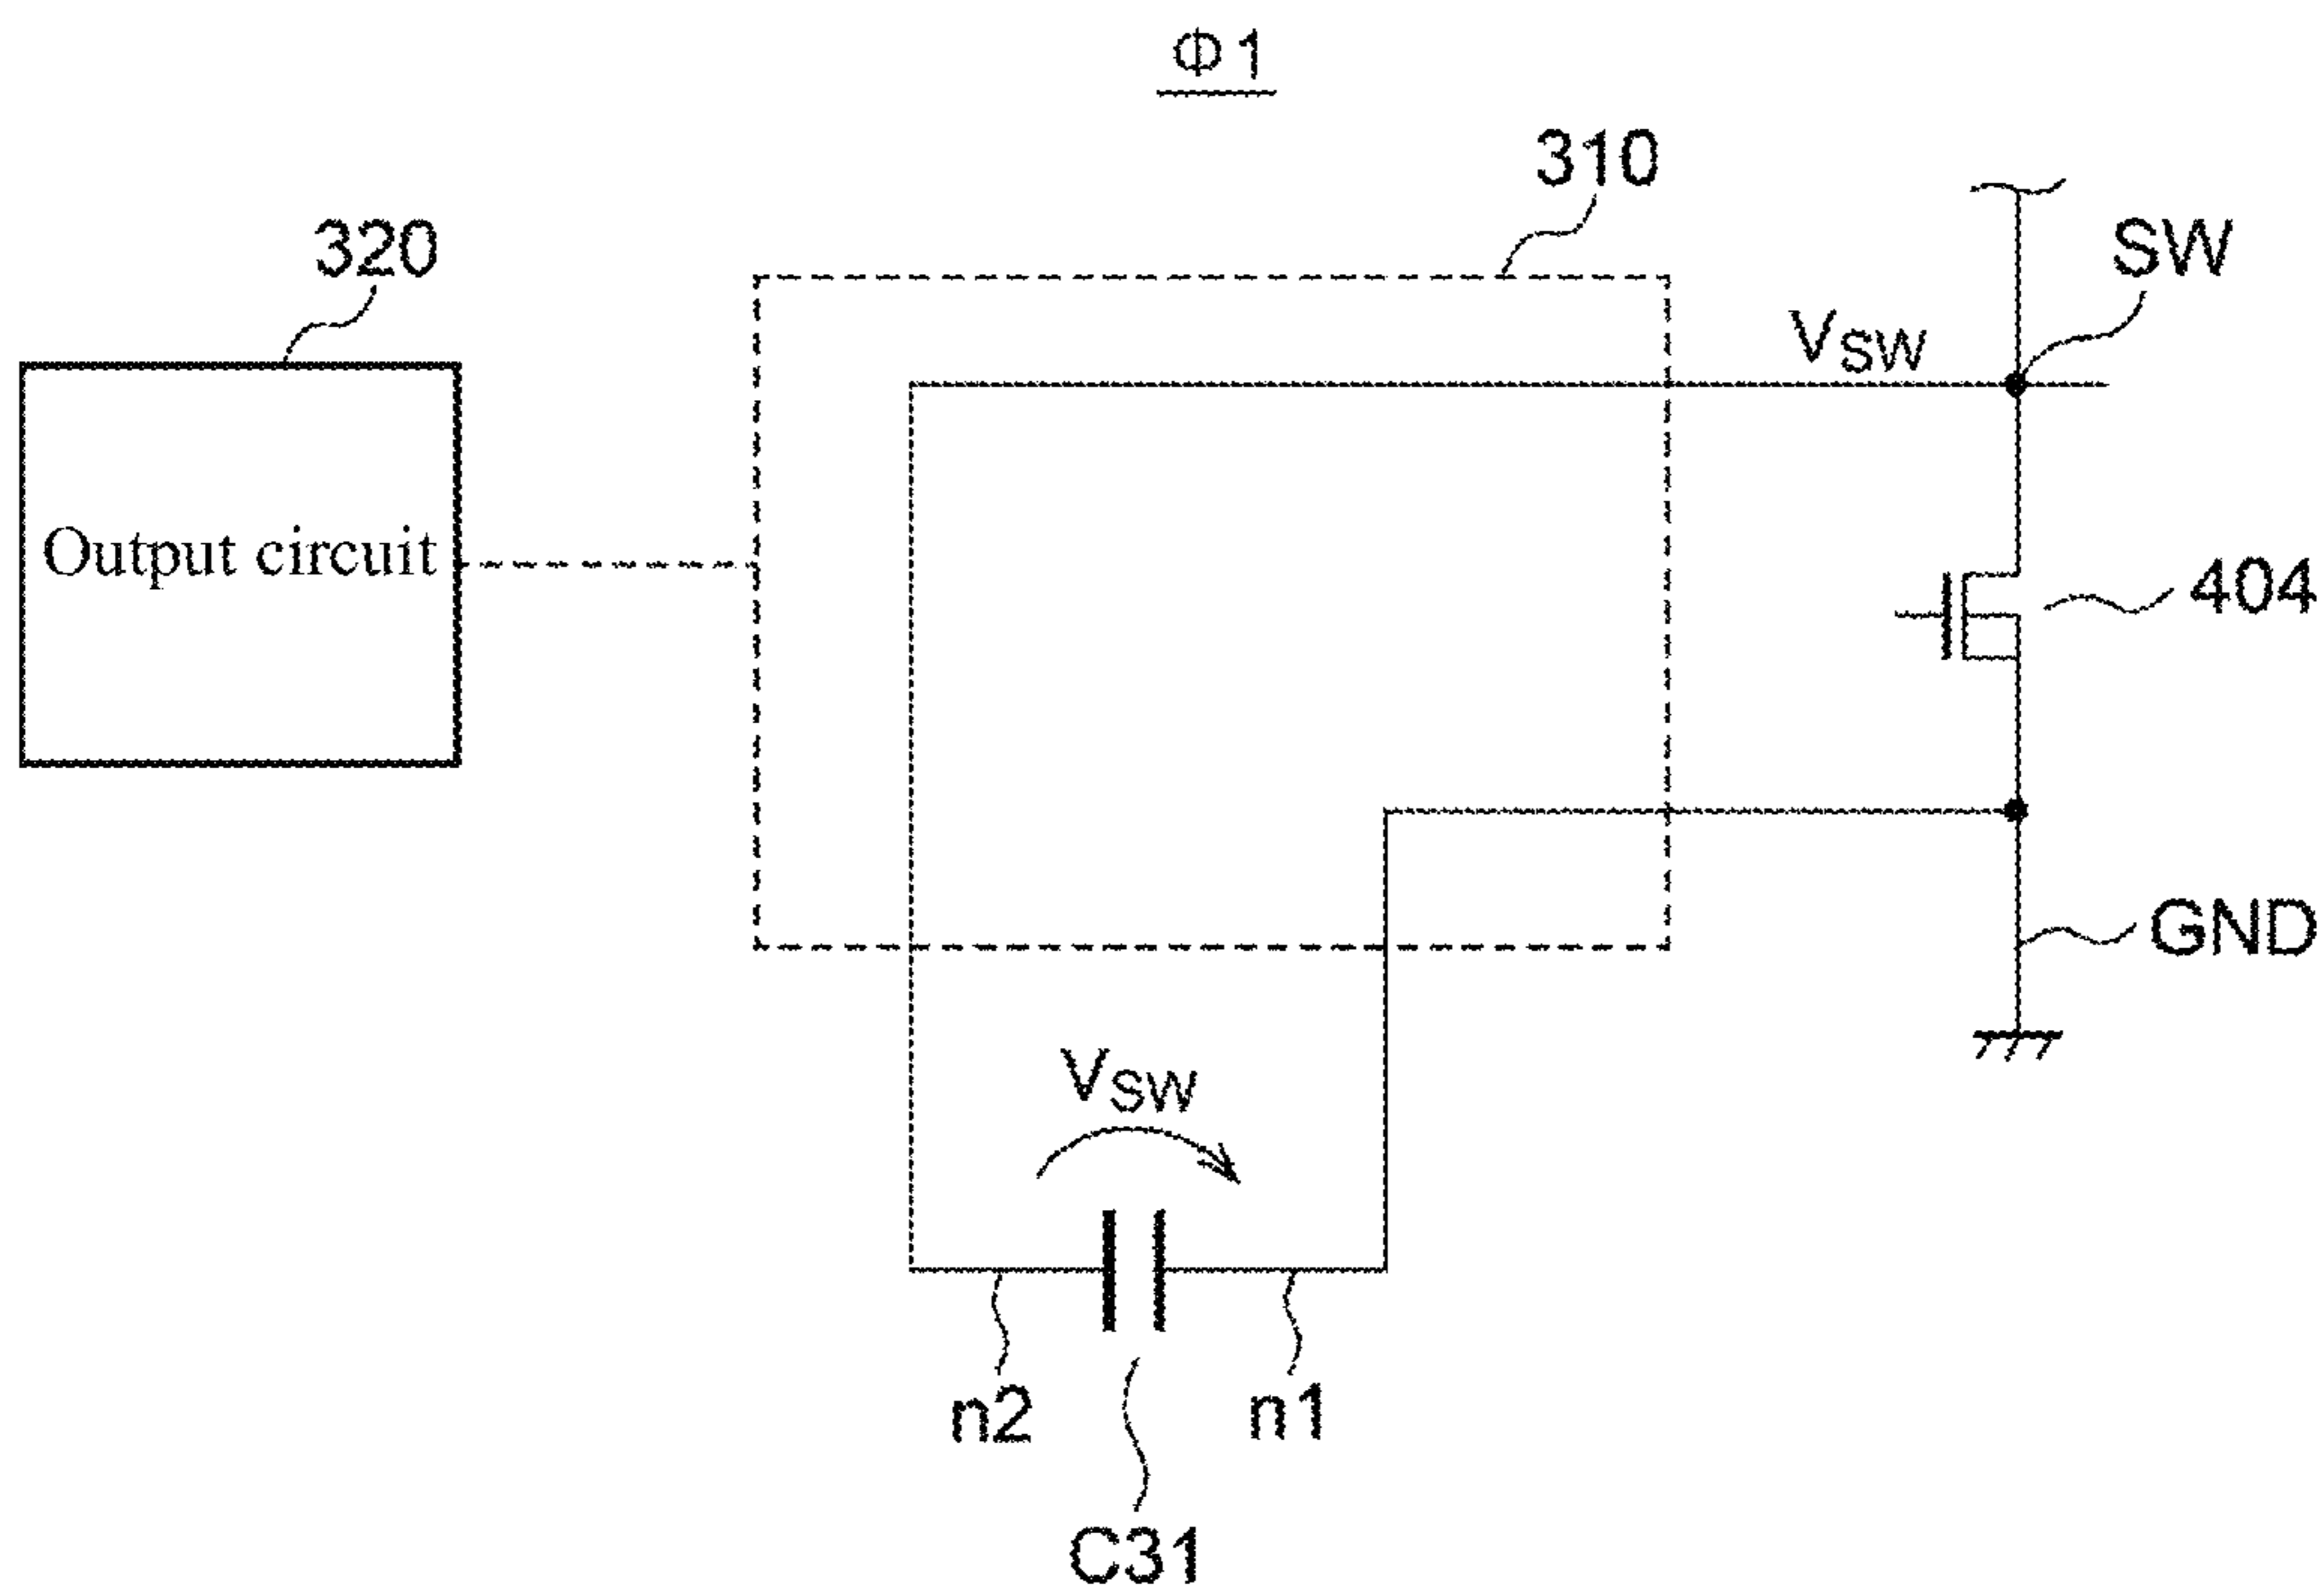 Φ1
310
320
SW
VSW
Output circuit
404
GND
VSW
n2
n1
C31